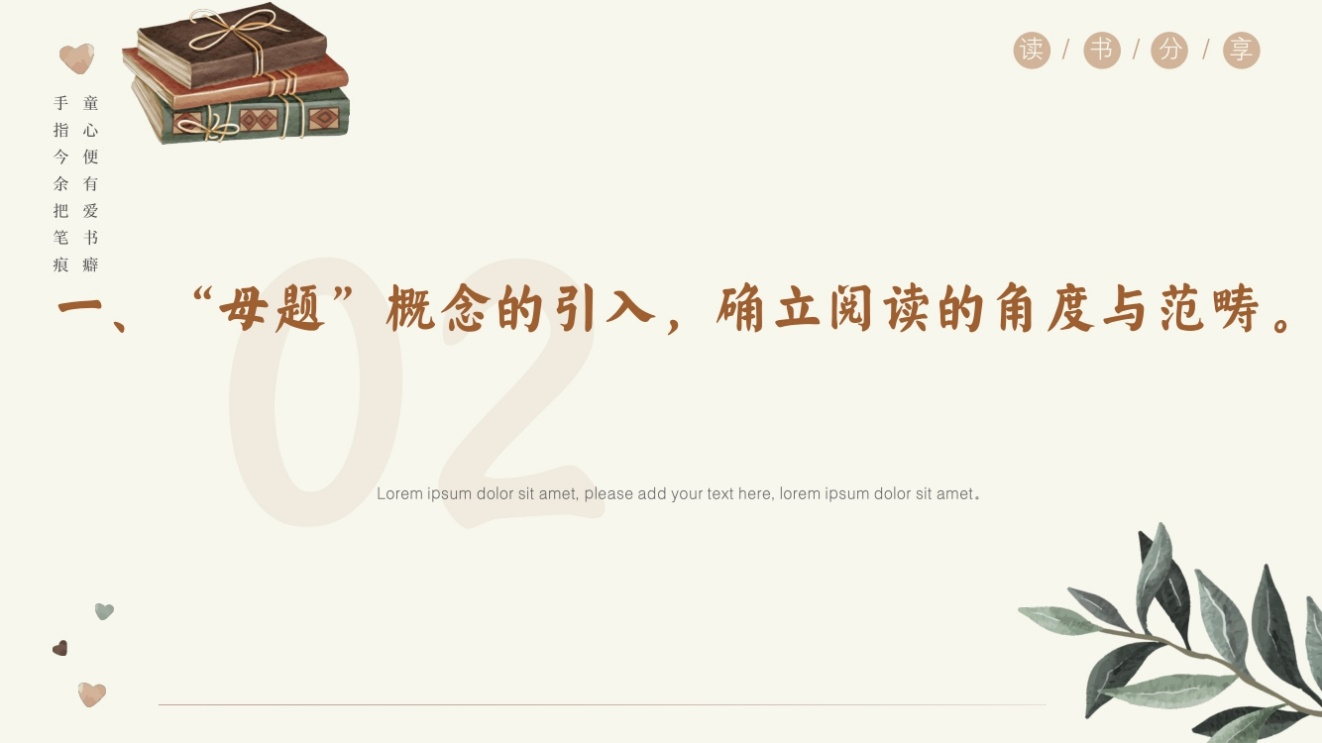 读/书/分/享
童心便有爱书癖
手指今余把笔痕
02
一、“母题”概念的引入，确立阅读的角度与范畴。
Lorem ipsum dolor sit amet, please add your text here, lorem ipsum dolor sit amet.